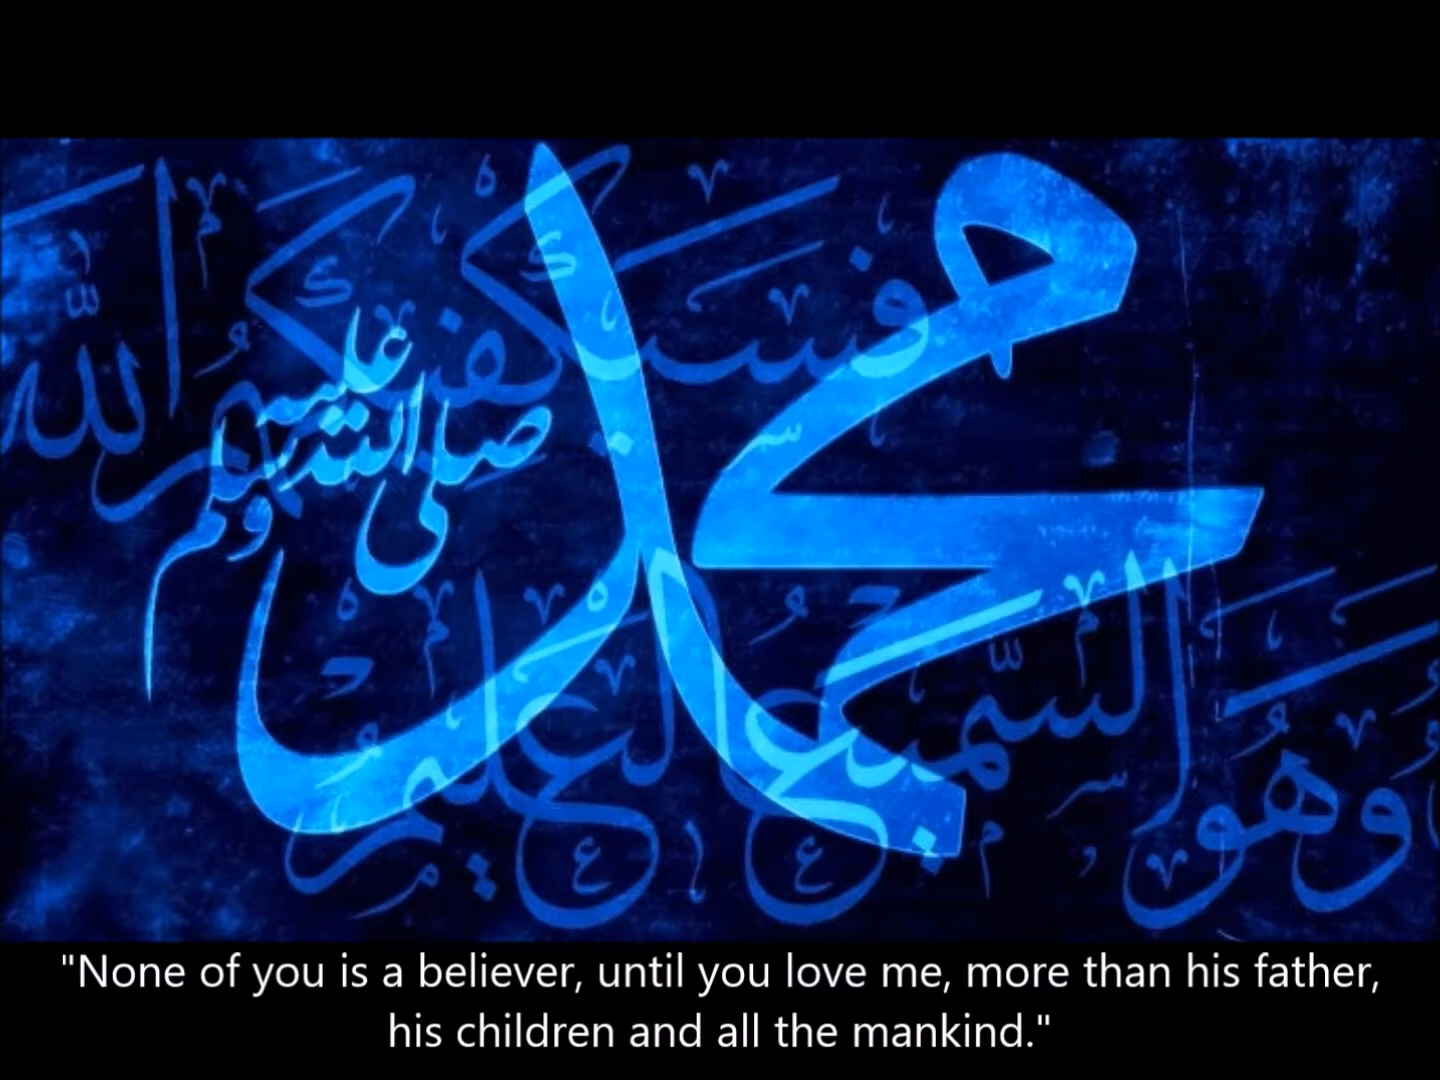 فسيكفيكهم الله
محمد
صلى الله عليه وسلم
وهو السميع العليم
"None of you is a believer, until you love me, more than his father,
his children and all the mankind."